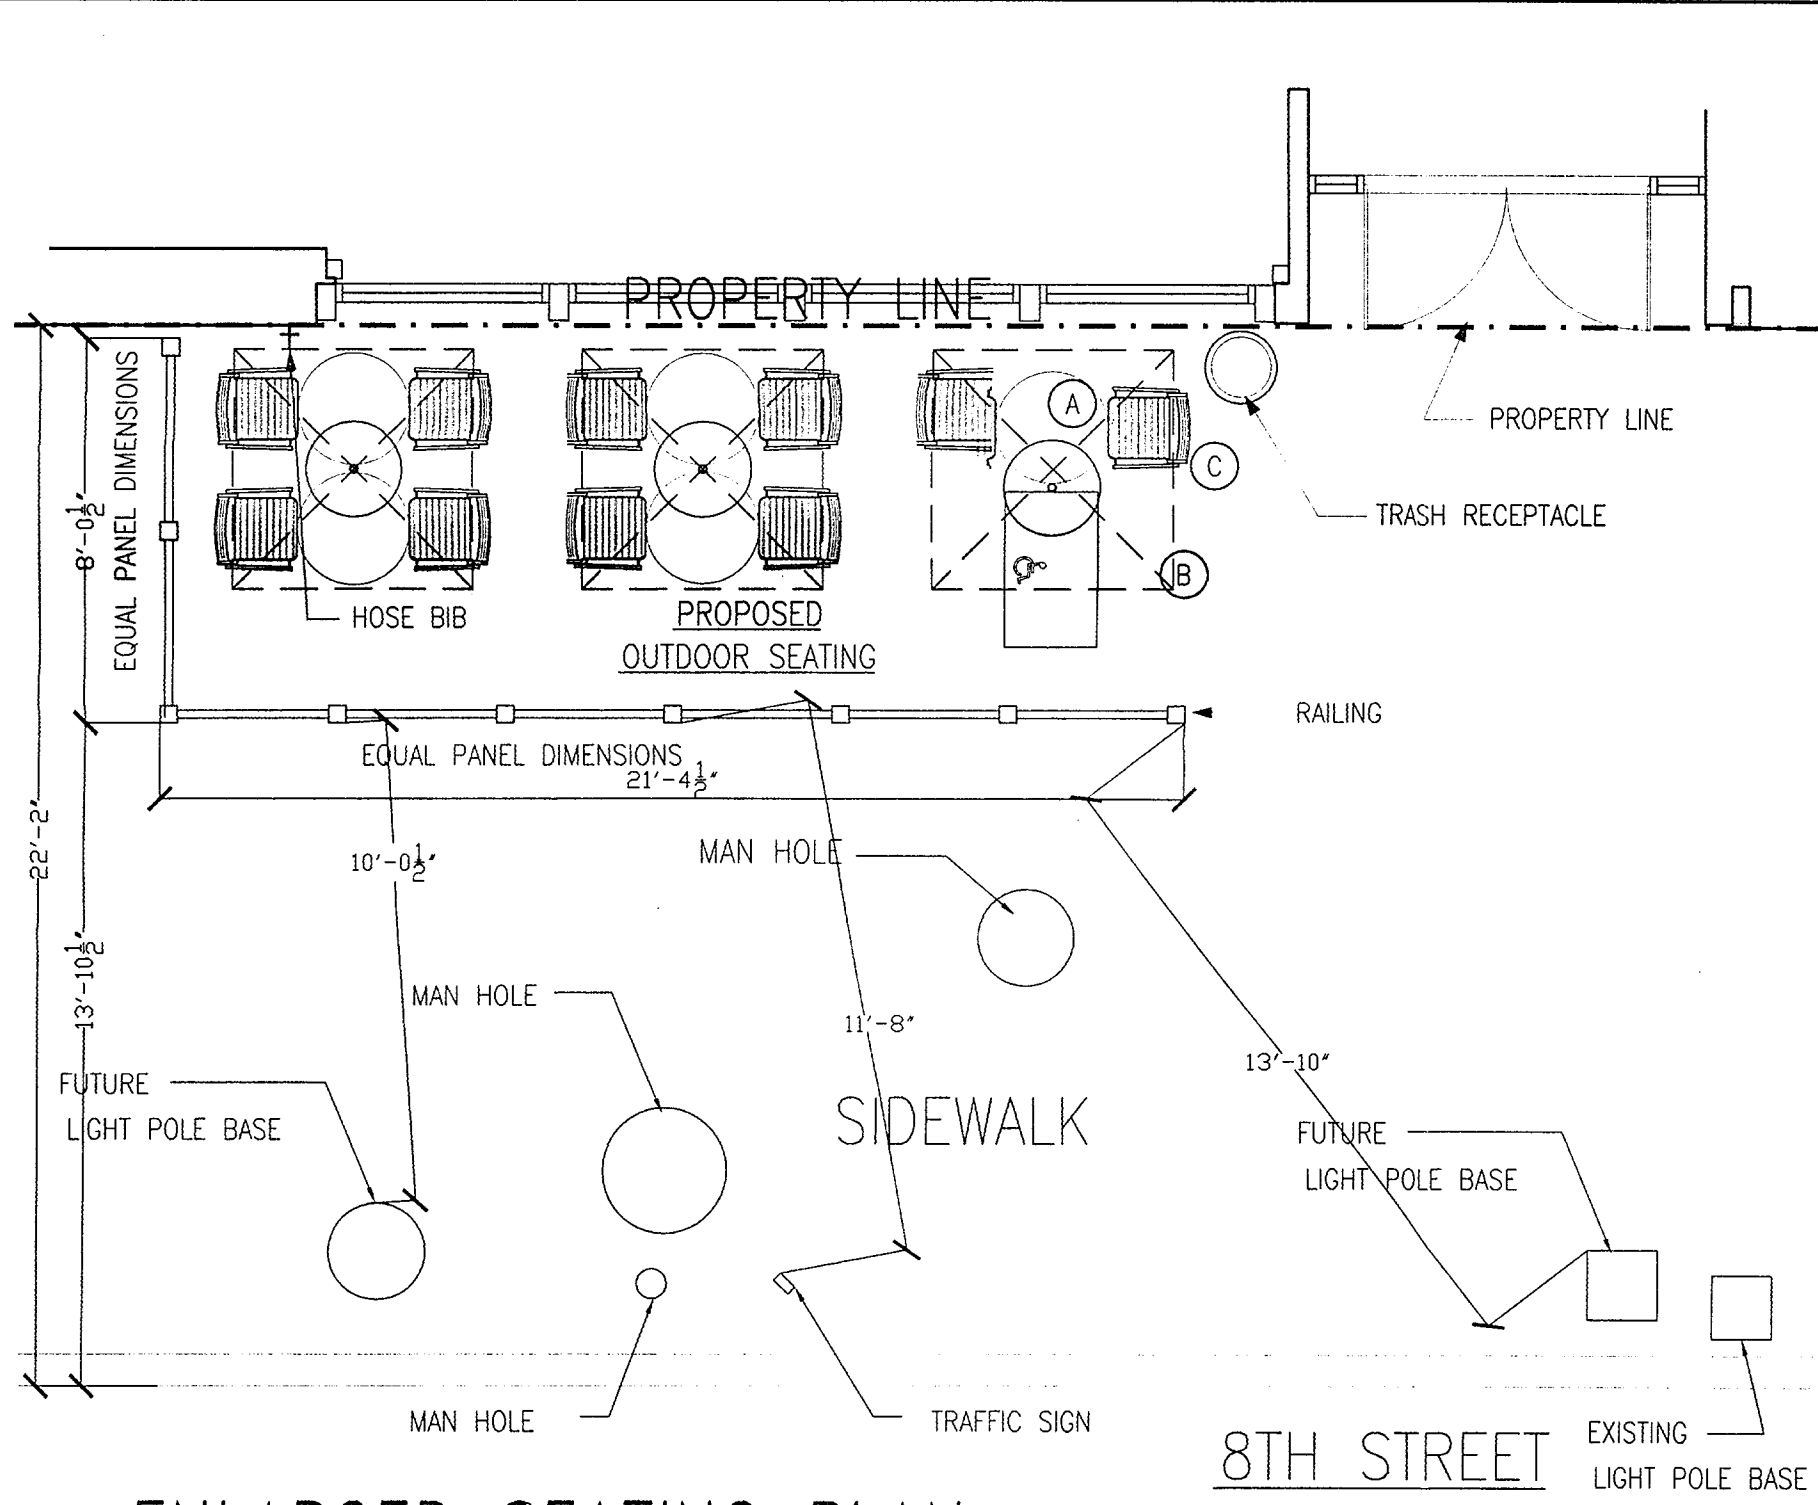 PROPERTY LINE
EQUAL PANEL DIMENSIONS
8'-0½"
A
C
B
PROPERTY LINE
TRASH RECEPTACLE
HOSE BIB
PROPOSED
OUTDOOR SEATING
RAILING
EQUAL PANEL DIMENSIONS
21'-4½"
22'-2"
10'-0½"
MAN HOLE
13'-10½"
MAN HOLE
11'-8"
13'-10"
FUTURE
LIGHT POLE BASE
SIDEWALK
FUTURE
LIGHT POLE BASE
MAN HOLE
TRAFFIC SIGN
8TH STREET
EXISTING
LIGHT POLE BASE
ENLARGED SEATING PLAN